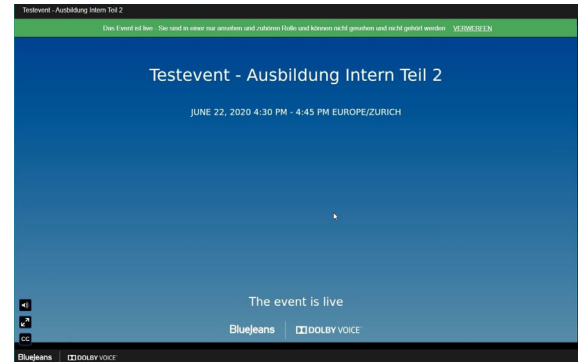 Testevent - Ausbildung Intern Teil 2
Das Event ist live - Sie sind in einer nur ansehen und zuhören Rolle und können nicht gesehen und nicht gehört werden VERWERFEN
Testevent - Ausbildung Intern Teil 2
JUNE 22, 2020 4:30 PM - 4:45 PM EUROPE/ZURICH
The event is live
BlueJeans DOLBY VOICE
CC
BlueJeans DOLBY VOICE